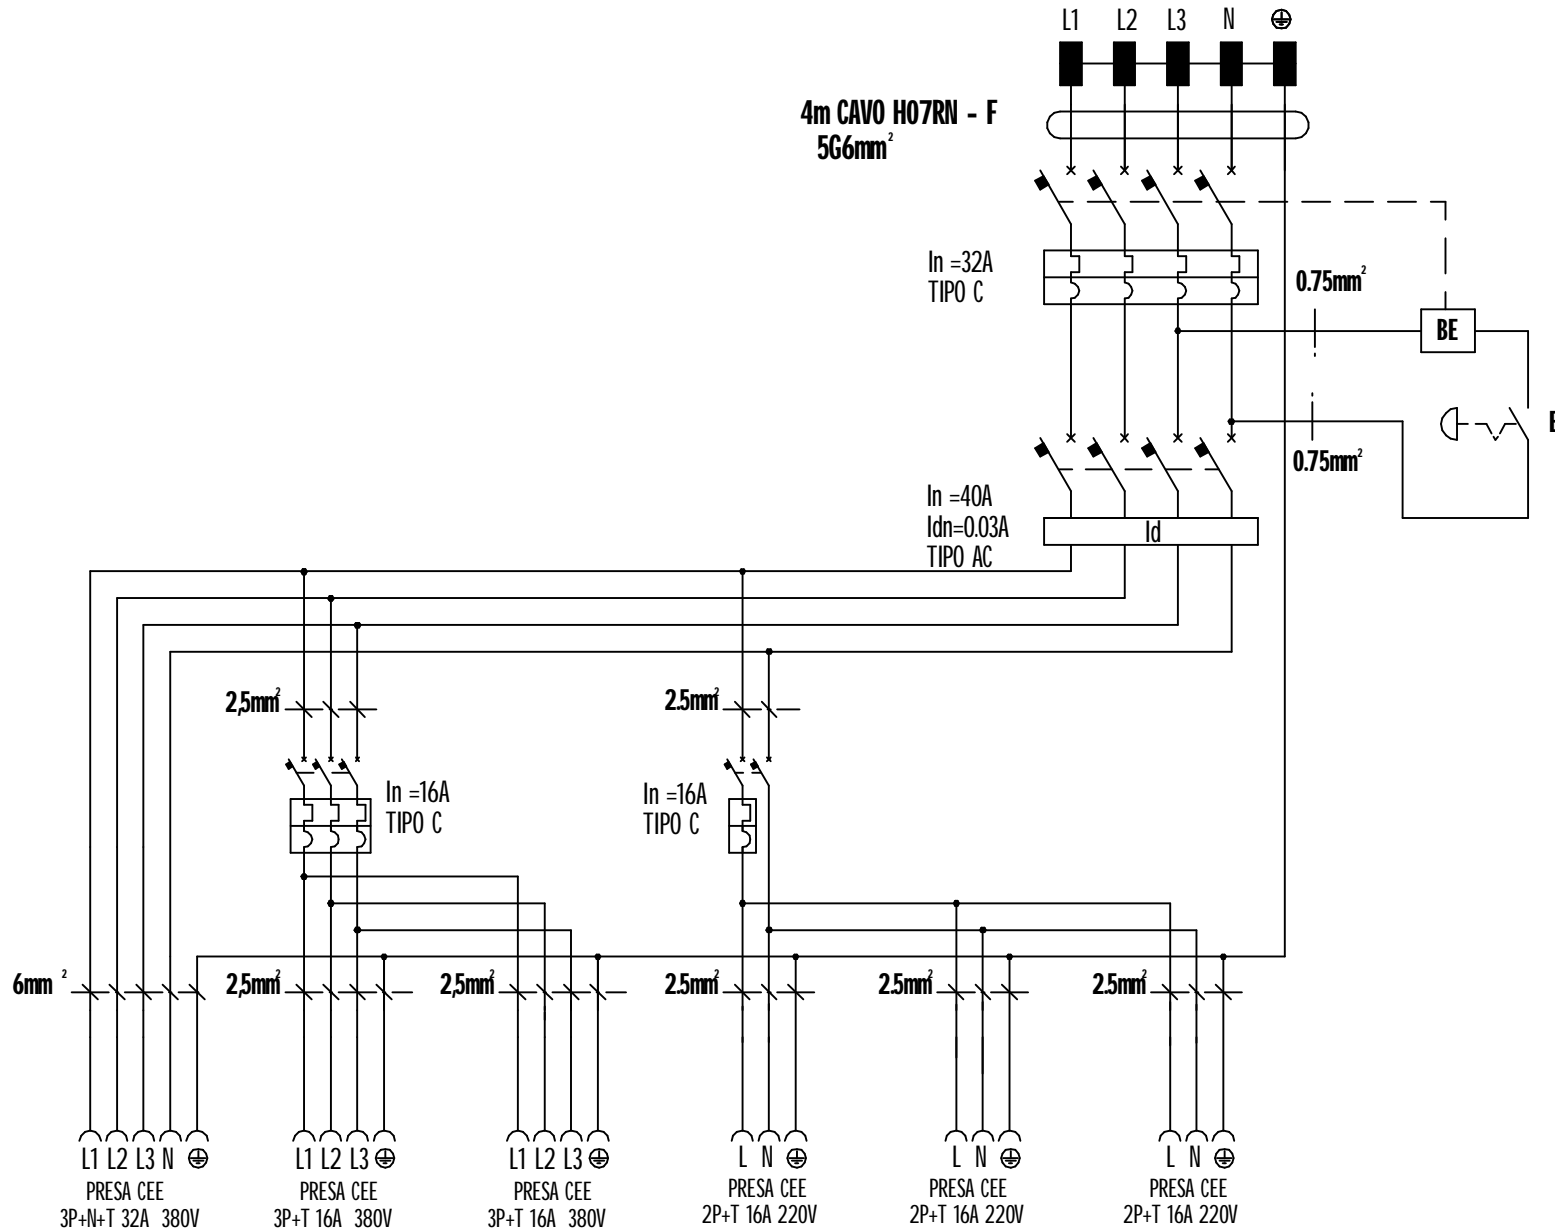 L1 L2 L3 N
4m CAVO H07RN - F
5G6mm²
In =32A
TIPO C
0.75mm²
BE
0.75mm²
In =40A
Idn=0.03A
TIPO AC
Id
2,5mm²
2.5mm²
In =16A
TIPO C
In =16A
TIPO C
6mm ²
2,5mm²
2,5mm²
2.5mm²
2.5mm²
2.5mm²
L1 L2 L3 N
PRESA CEE
3P+N+T 32A 380V
L1 L2 L3
PRESA CEE
3P+T 16A 380V
L1 L2 L3
PRESA CEE
3P+T 16A 380V
L N
PRESA CEE
2P+T 16A 220V
L N
PRESA CEE
2P+T 16A 220V
L N
PRESA CEE
2P+T 16A 220V